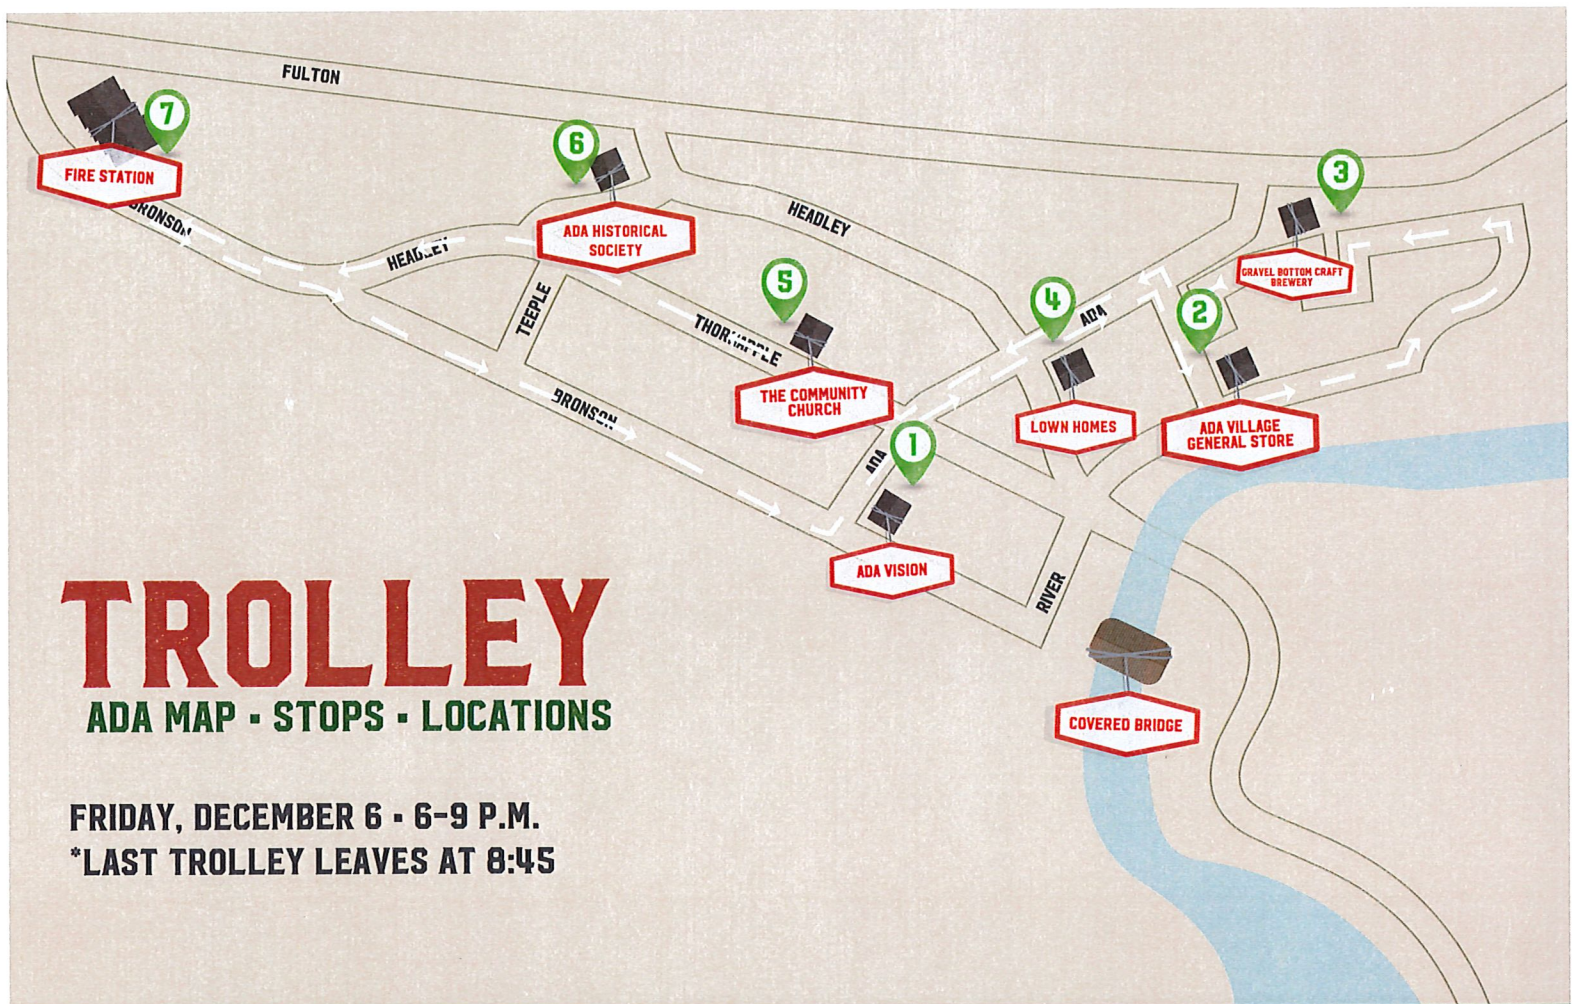 FULTON
7
FIRE STATION
BRONSON
6
ADA HISTORICAL
SOCIETY
HEADLEY
HEADLEY
3
GRAVEL BOTTOM CRAFT
BREWERY
5
THE COMMUNITY
CHURCH
TEEPLE
THORNAPPLE
4
ADA
LOWN HOMES
2
ADA VILLAGE
GENERAL STORE
BRONSON
ADA
1
ADA VISION
RIVER
COVERED BRIDGE
TROLLEY
ADA MAP ▪ STOPS ▪ LOCATIONS
FRIDAY, DECEMBER 6 ▪ 6-9 P.M.
*LAST TROLLEY LEAVES AT 8:45